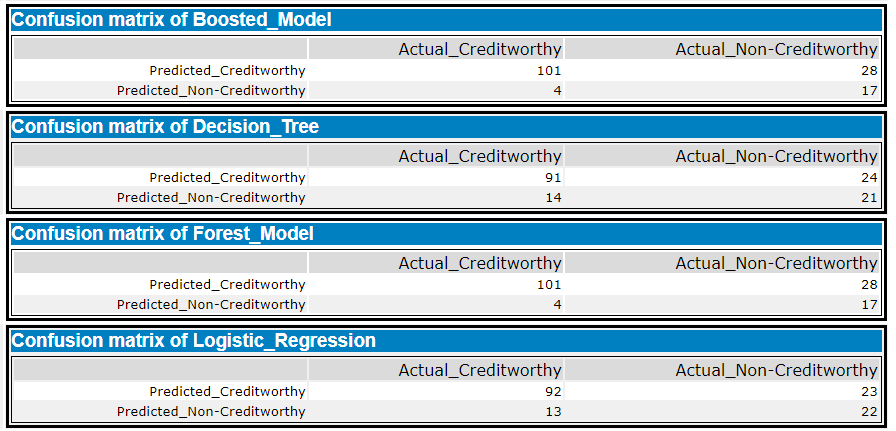 Confusion matrix of Boosted_Model
Actual_Creditworthy Actual_Non-Creditworthy
Predicted_Creditworthy 101 28
Predicted_Non-Creditworthy 4 17
Confusion matrix of Decision_Tree
Actual_Creditworthy Actual_Non-Creditworthy
Predicted_Creditworthy 91 24
Predicted_Non-Creditworthy 14 21
Confusion matrix of Forest_Model
Actual_Creditworthy Actual_Non-Creditworthy
Predicted_Creditworthy 101 28
Predicted_Non-Creditworthy 4 17
Confusion matrix of Logistic_Regression
Actual_Creditworthy Actual_Non-Creditworthy
Predicted_Creditworthy 92 23
Predicted_Non-Creditworthy 13 22